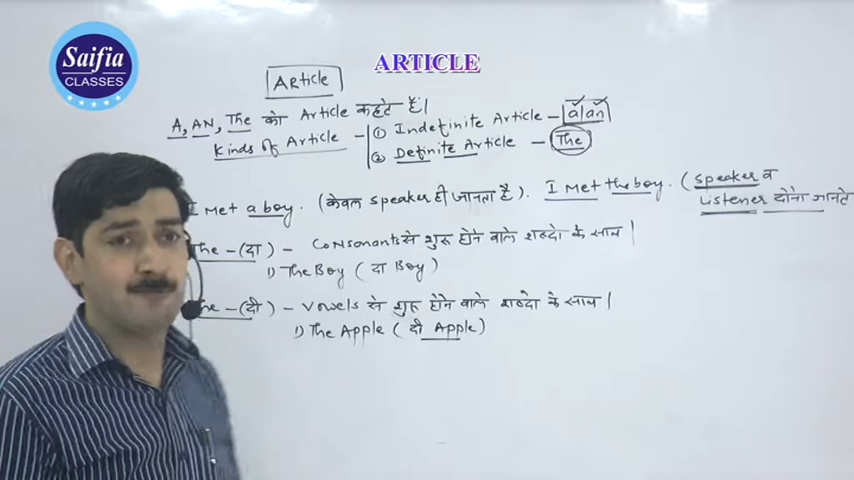 Saifia
CLASSES
ARTICLE
Article
A, AN, The को Article कहते हैं।
Kinds of Article - ① Indefinite Article - a/an
② Definite Article - The
I Met a boy. (केवल speaker ही जानता है). I Met the boy. (speaker व
Listener दोनो जानते
The - (दा) - Consonants से शुरू होने वाले शब्दो के साथ।
1) The Boy (दा Boy)
The - (दी) - Vowels से शुरू होने वाले शब्दो के साथ।
1) The Apple (दी Apple)